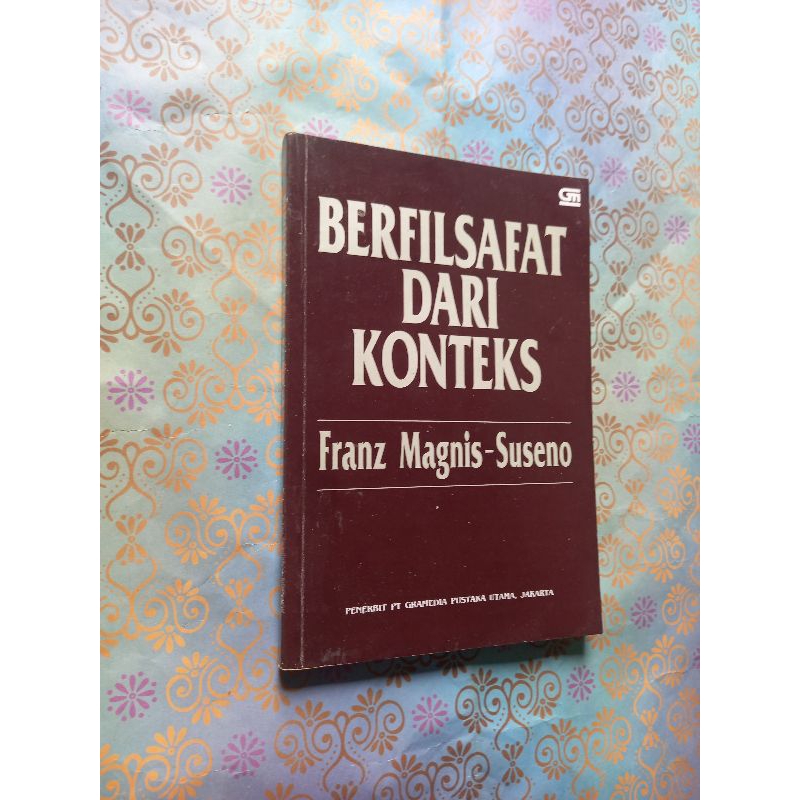 GM
BERFILSAFAT
DARI
KONTEKS
Franz Magnis-Suseno
PENERBIT PT GRAMEDIA PUSTAKA UTAMA, JAKARTA